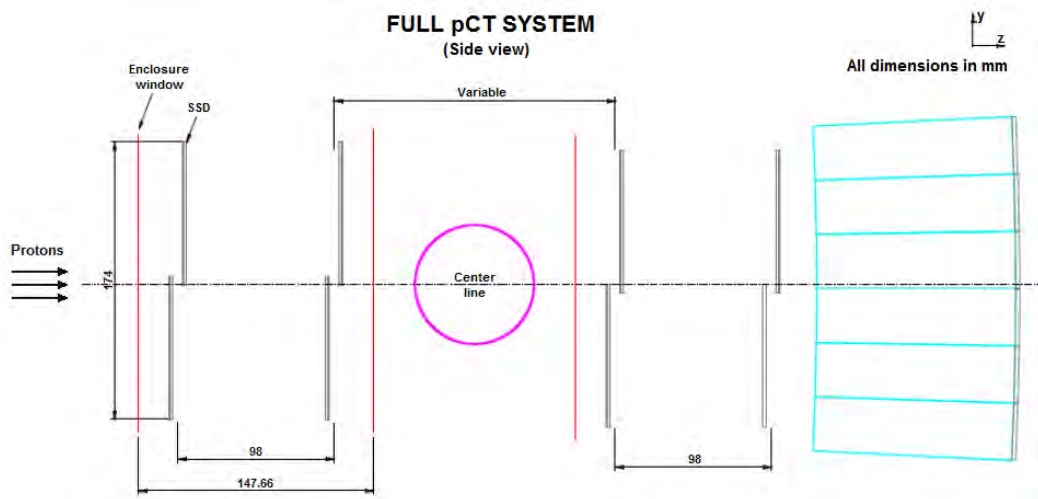 FULL pCT SYSTEM
(Side view)
y
z
All dimensions in mm
Enclosure
window
SSD
Variable
Protons
174
Center
line
98
98
147.66